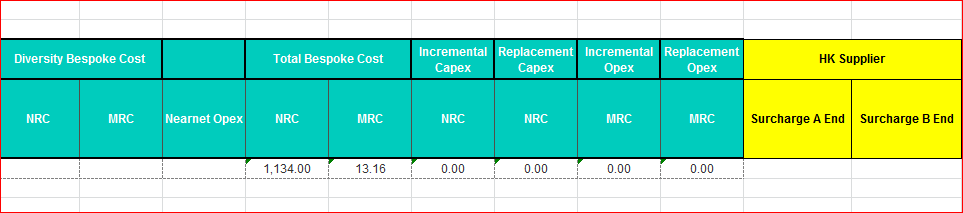 Diversity Bespoke Cost
Total Bespoke Cost
Incremental Capex
Replacement Capex
Incremental Opex
Replacement Opex
HK Supplier
NRC
MRC
Nearnet Opex
NRC
MRC
NRC
NRC
MRC
MRC
Surcharge A End
Surcharge B End
1,134.00
13.16
0.00
0.00
0.00
0.00